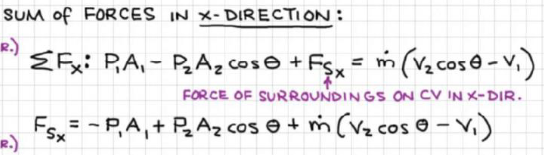 SUM OF FORCES IN X-DIRECTION:
R.)
ΣFx: P₁A₁ - P₂A₂ cos θ + FSx = ṁ (V₂ cos θ - V₁)
FORCE OF SURROUNDINGS ON CV IN X-DIR.
FSx = - P₁A₁ + P₂A₂ cos θ + ṁ (V₂ cos θ - V₁)
R.)